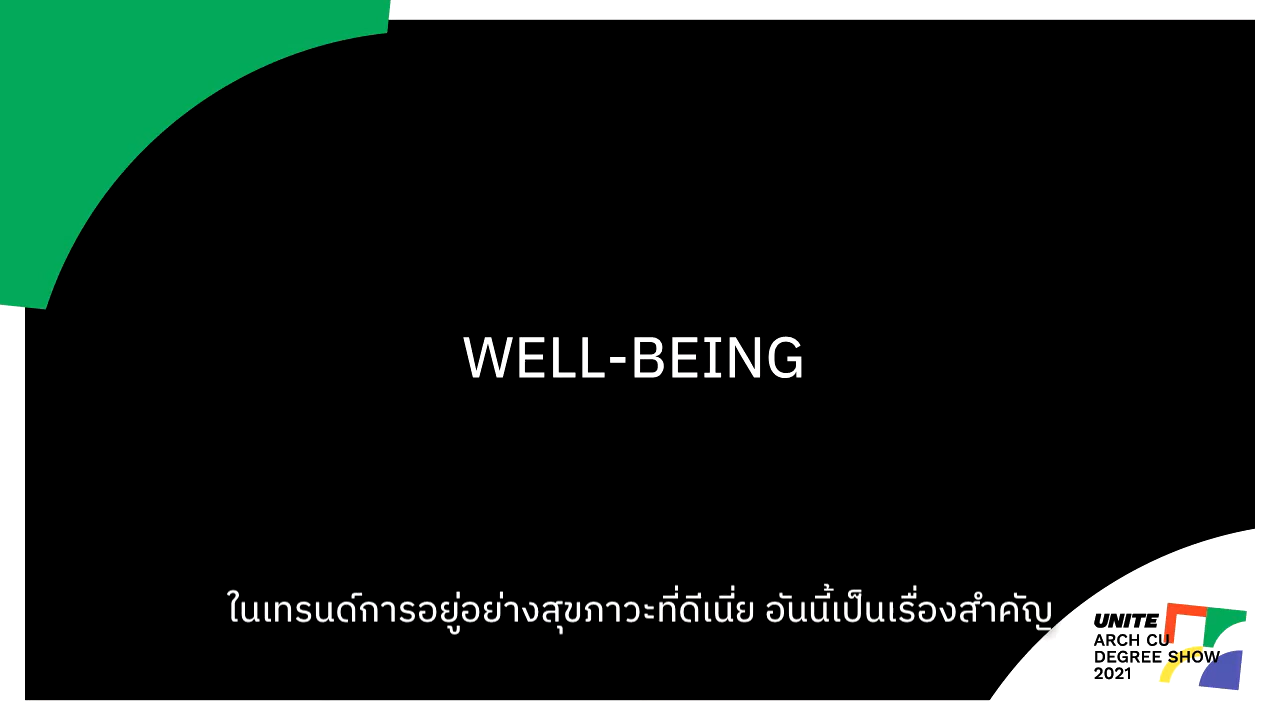 WELL-BEING
ในเทรนด์การอยู่อย่างสุขภาวะที่ดีเนี่ย อันนี้เป็นเรื่องสำคัญ
UNITE
ARCH CU
DEGREE SHOW
2021